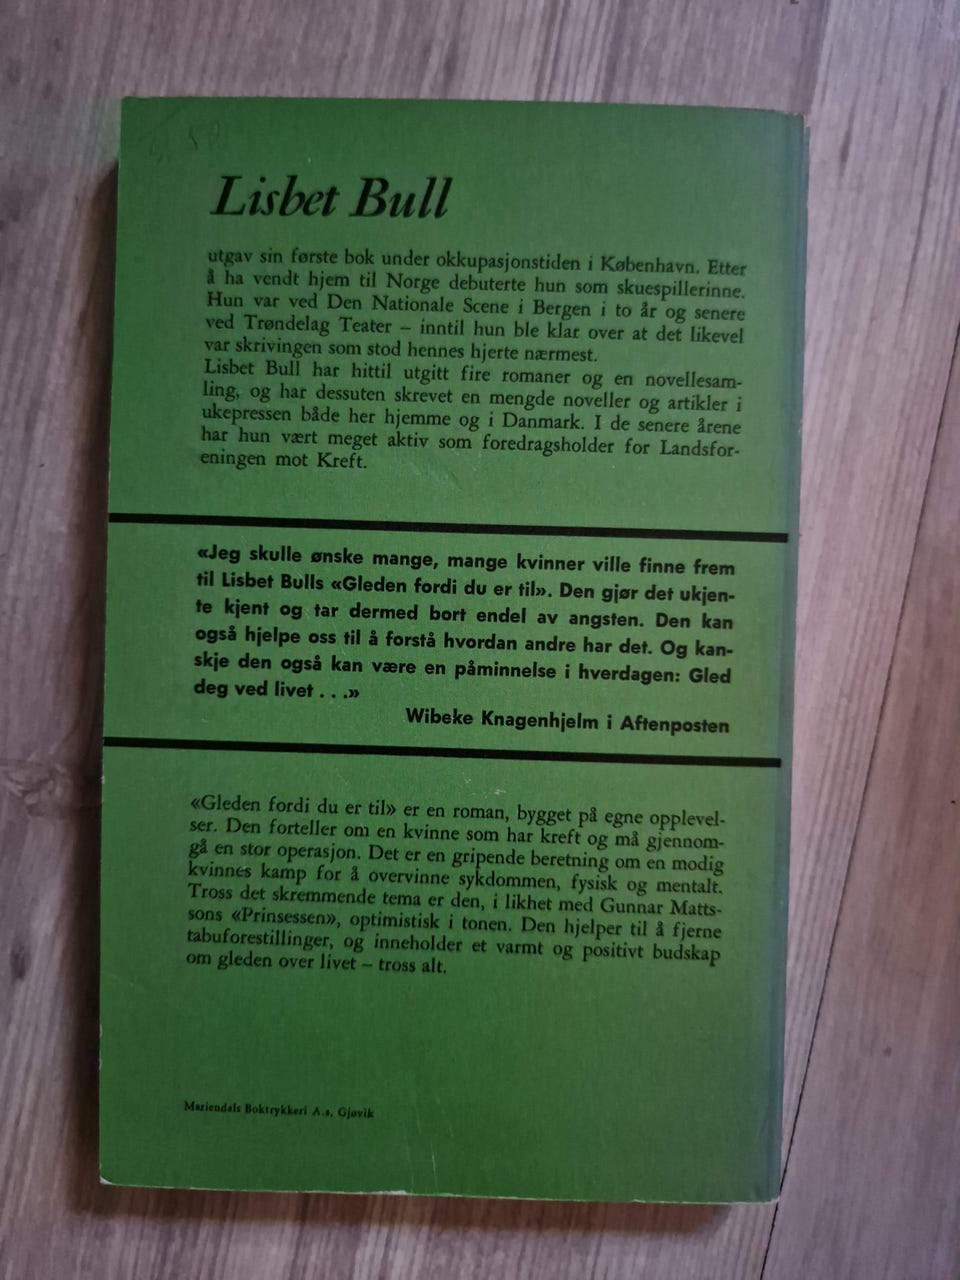 Lisbet Bull
utgav sin første bok under okkupasjonstiden i København. Etter
å ha vendt hjem til Norge debuterte hun som skuespillerinne.
Hun var ved Den Nationale Scene i Bergen i to år og senere
ved Trøndelag Teater – inntil hun ble klar over at det likevel
var skrivingen som stod hennes hjerte nærmest.
Lisbet Bull har hittil utgitt fire romaner og en novellesam-
ling, og har dessuten skrevet en mengde noveller og artikler i
ukepressen både her hjemme og i Danmark. I de senere årene
har hun vært meget aktiv som foredragsholder for Landsfor-
eningen mot Kreft.
«Jeg skulle ønske mange, mange kvinner ville finne frem
til Lisbet Bulls «Gleden fordi du er til». Den gjør det ukjen-
te kjent og tar dermed bort endel av angsten. Den kan
også hjelpe oss til å forstå hvordan andre har det. Og kan-
skje den også kan være en påminnelse i hverdagen: Gled
deg ved livet . . .»
Wibeke Knagenhjelm i Aftenposten
«Gleden fordi du er til» er en roman, bygget på egne opplevel-
ser. Den forteller om en kvinne som har kreft og må gjennom-
gå en stor operasjon. Det er en gripende beretning om en modig
kvinnes kamp for å overvinne sykdommen, fysisk og mentalt.
Tross det skremmende tema er den, i likhet med Gunnar Matts-
sons «Prinsessen», optimistisk i tonen. Den hjelper til å fjerne
tabuforestillinger, og inneholder et varmt og positivt budskap
om gleden over livet – tross alt.
Mariendals Boktrykkeri A.s, Gjøvik